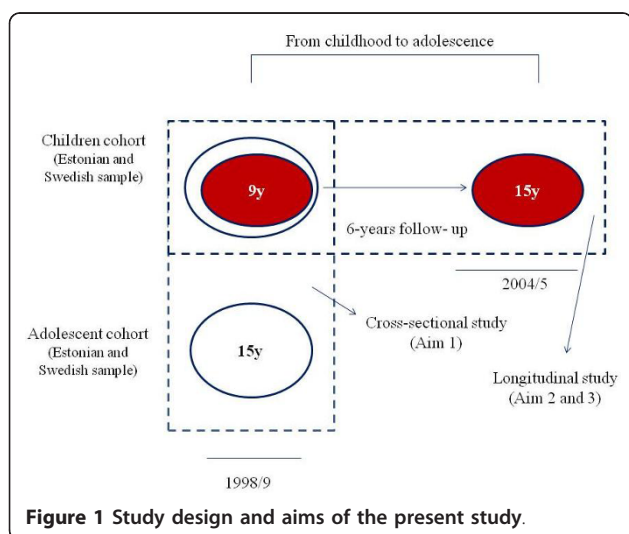 From childhood to adolescence
Children cohort
(Estonian and
Swedish sample)
9y
15y
6-years follow- up
2004/5
Adolescent cohort
(Estonian and
Swedish sample)
15y
Cross-sectional study
(Aim 1)
Longitudinal study
(Aim 2 and 3)
1998/9
Figure 1 Study design and aims of the present study.